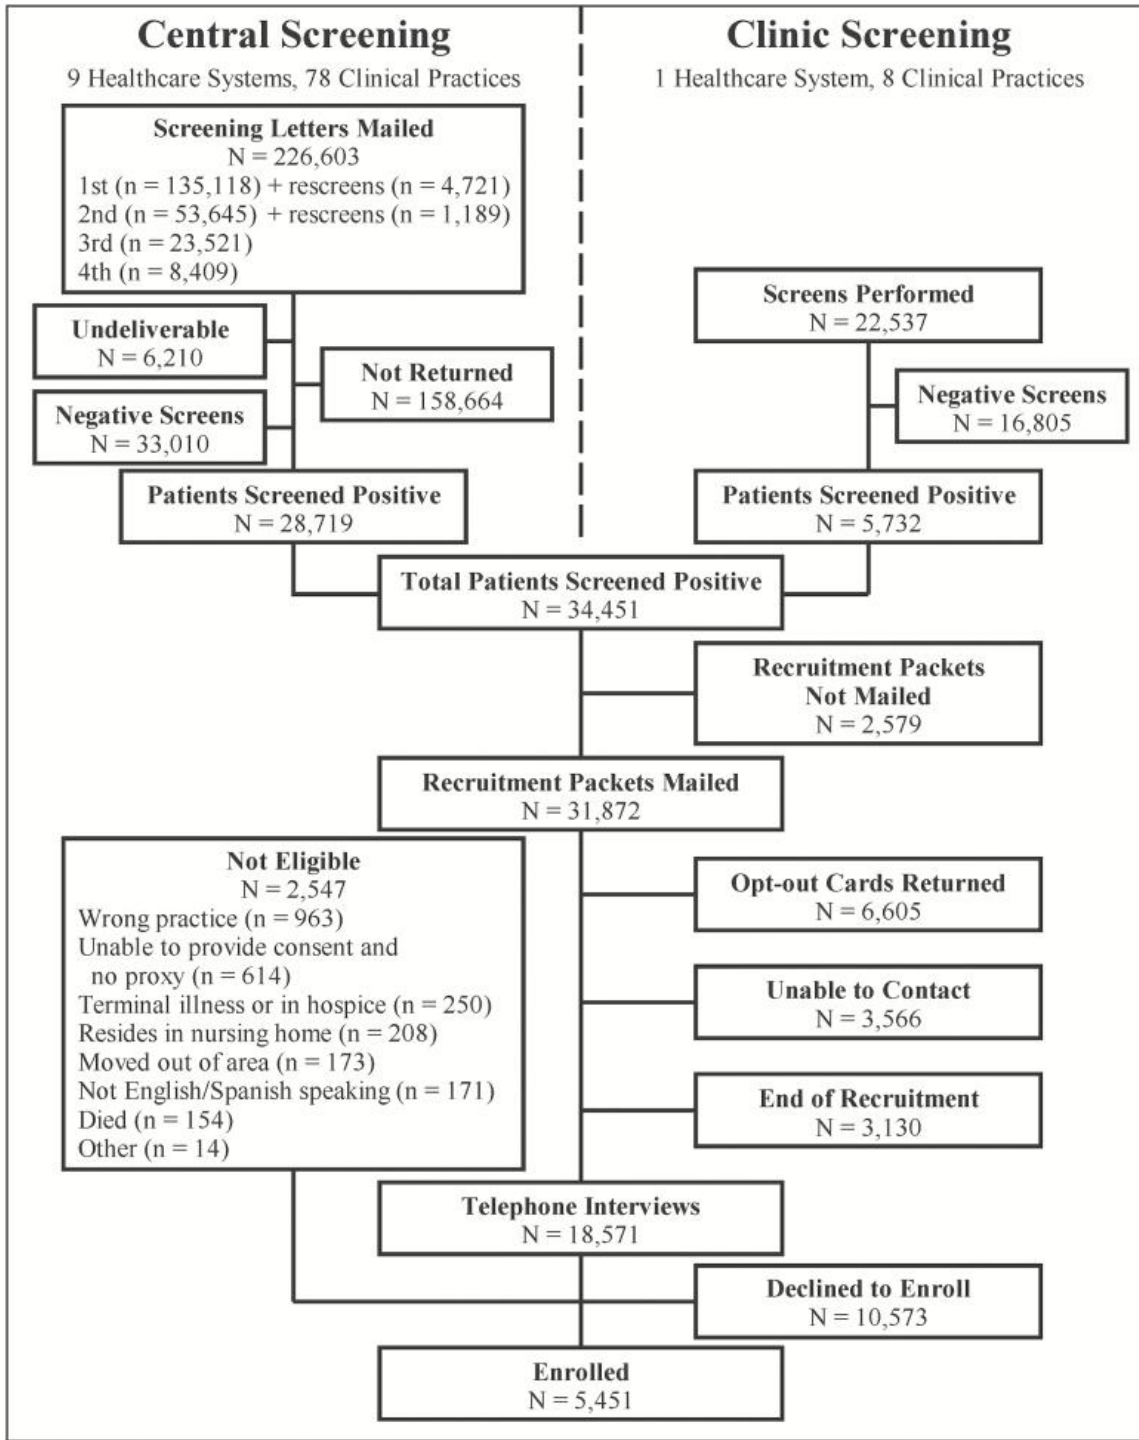 Central Screening
9 Healthcare Systems, 78 Clinical Practices
Clinic Screening
1 Healthcare System, 8 Clinical Practices
Screening Letters Mailed
N = 226,603
1st (n = 135,118) + rescreens (n = 4,721)
2nd (n = 53,645) + rescreens (n = 1,189)
3rd (n = 23,521)
4th (n = 8,409)
Screens Performed
N = 22,537
Undeliverable
N = 6,210
Not Returned
N = 158,664
Negative Screens
N = 33,010
Negative Screens
N = 16,805
Patients Screened Positive
N = 28,719
Patients Screened Positive
N = 5,732
Total Patients Screened Positive
N = 34,451
Recruitment Packets
Not Mailed
N = 2,579
Recruitment Packets Mailed
N = 31,872
Not Eligible
N = 2,547
Wrong practice (n = 963)
Unable to provide consent and
no proxy (n = 614)
Terminal illness or in hospice (n = 250)
Resides in nursing home (n = 208)
Moved out of area (n = 173)
Not English/Spanish speaking (n = 171)
Died (n = 154)
Other (n = 14)
Opt-out Cards Returned
N = 6,605
Unable to Contact
N = 3,566
End of Recruitment
N = 3,130
Telephone Interviews
N = 18,571
Declined to Enroll
N = 10,573
Enrolled
N = 5,451